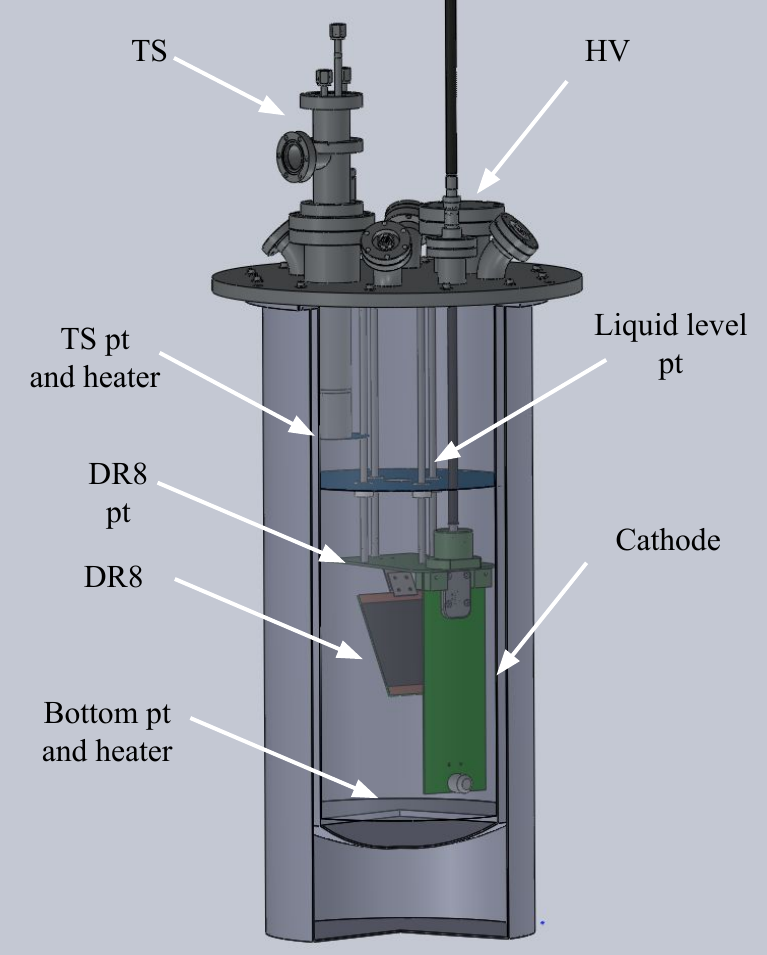 TS
HV
TS pt
and heater
Liquid level
pt
DR8
pt
DR8
Cathode
Bottom pt
and heater